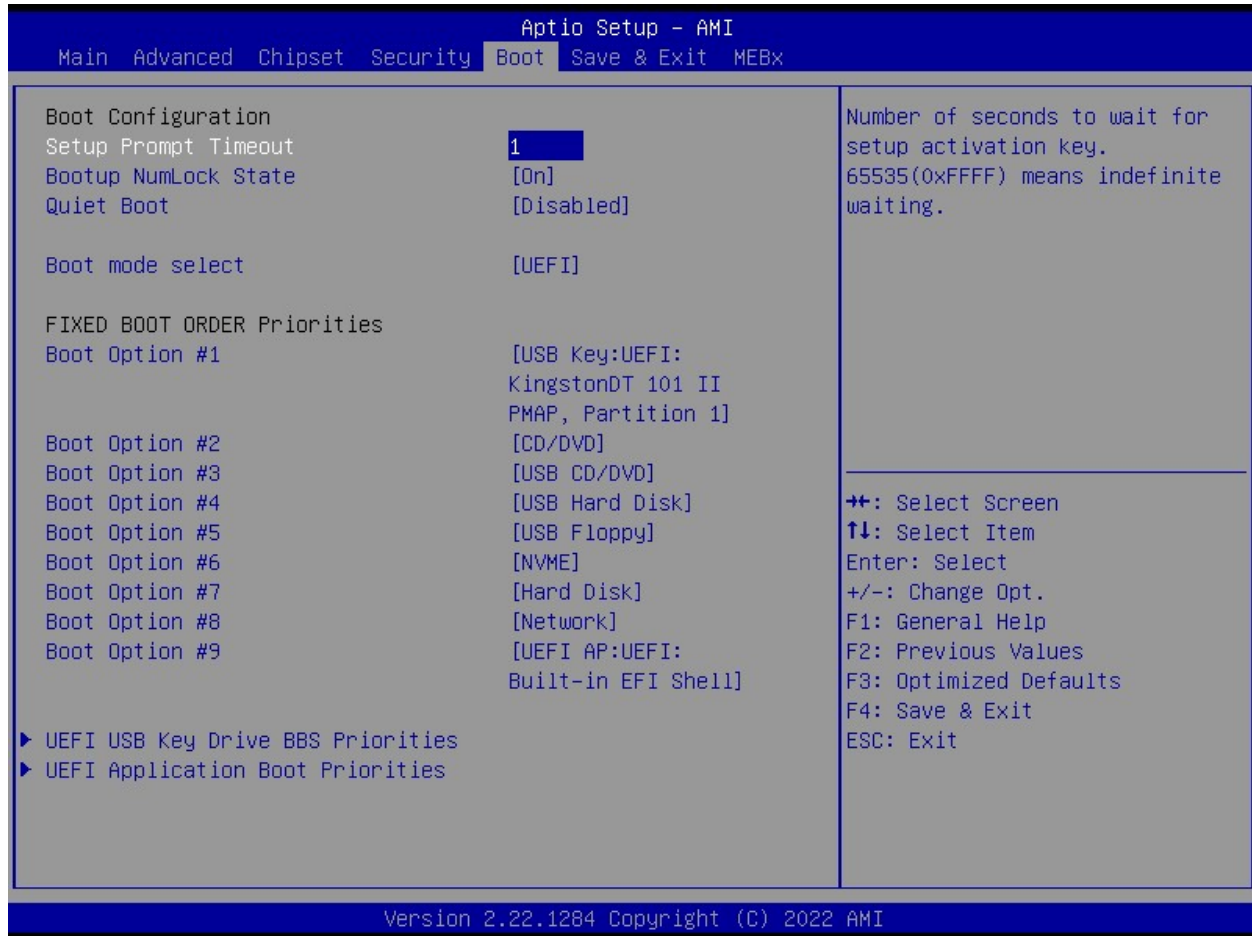 Aptio Setup – AMI
Main Advanced Chipset Security Boot Save & Exit MEBx
Boot Configuration
Setup Prompt Timeout 1
Bootup NumLock State [On]
Quiet Boot [Disabled]
Boot mode select [UEFI]
FIXED BOOT ORDER Priorities
Boot Option #1 [USB Key:UEFI:
KingstonDT 101 II
PMAP, Partition 1]
Boot Option #2 [CD/DVD]
Boot Option #3 [USB CD/DVD]
Boot Option #4 [USB Hard Disk]
Boot Option #5 [USB Floppy]
Boot Option #6 [NVME]
Boot Option #7 [Hard Disk]
Boot Option #8 [Network]
Boot Option #9 [UEFI AP:UEFI:
Built-in EFI Shell]
▶ UEFI USB Key Drive BBS Priorities
▶ UEFI Application Boot Priorities
Number of seconds to wait for
setup activation key.
65535(0xFFFF) means indefinite
waiting.
→←: Select Screen
↑↓: Select Item
Enter: Select
+/-: Change Opt.
F1: General Help
F2: Previous Values
F3: Optimized Defaults
F4: Save & Exit
ESC: Exit
Version 2.22.1284 Copyright (C) 2022 AMI